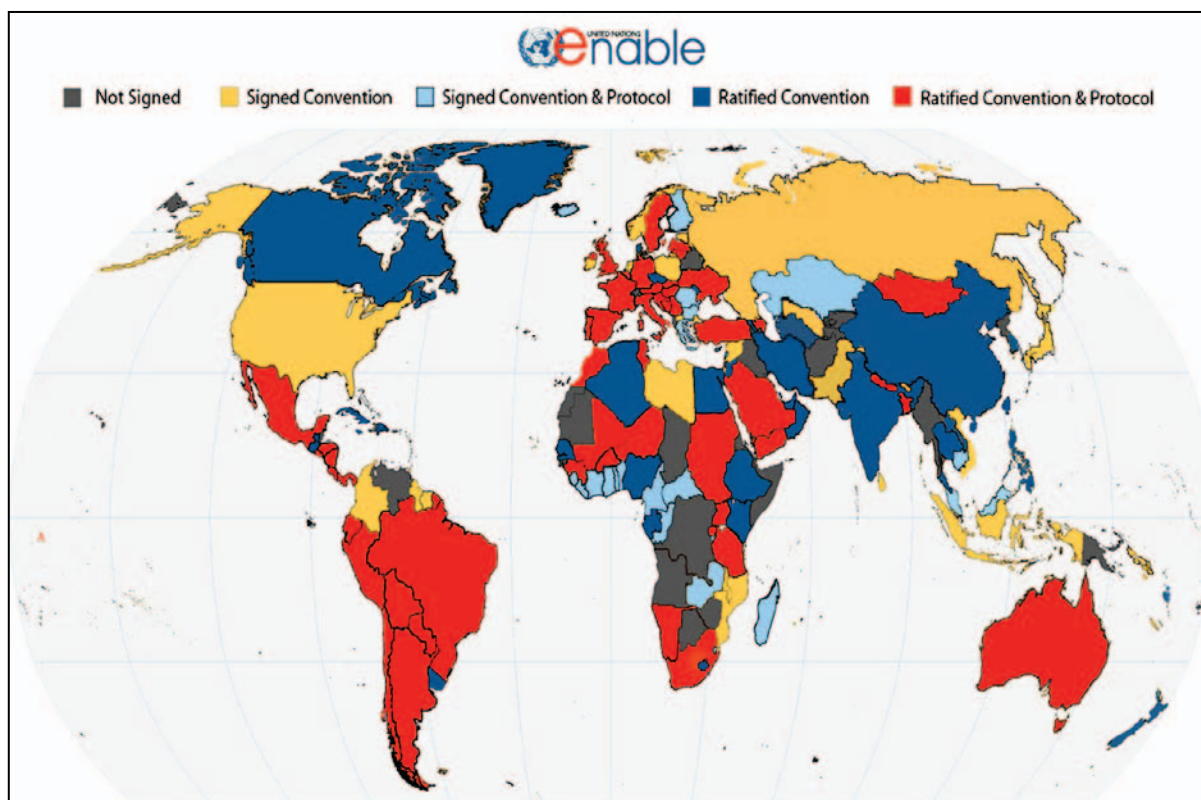 UNITED NATIONS
enable
Not Signed
Signed Convention
Signed Convention & Protocol
Ratified Convention
Ratified Convention & Protocol